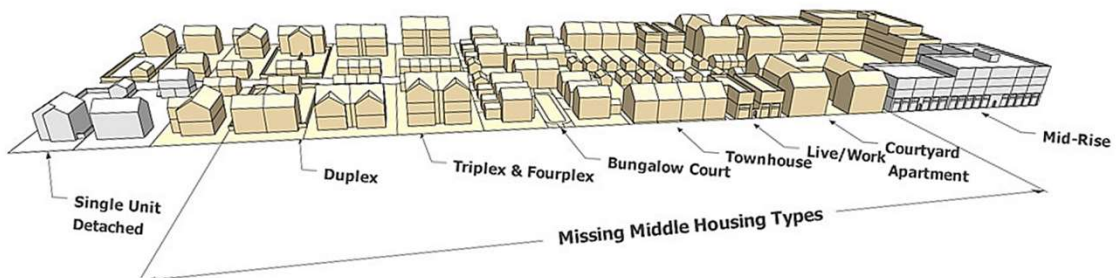 Single Unit
Detached
Duplex
Triplex & Fourplex
Bungalow Court
Townhouse
Live/Work
Courtyard
Apartment
Mid-Rise
Missing Middle Housing Types